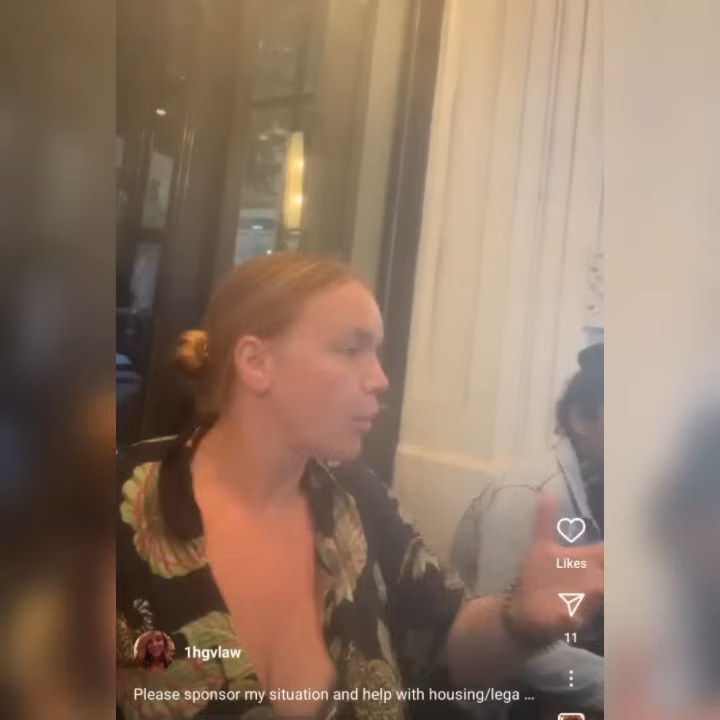 Likes
11
1hgvlaw
Please sponsor my situation and help with housing/lega ...